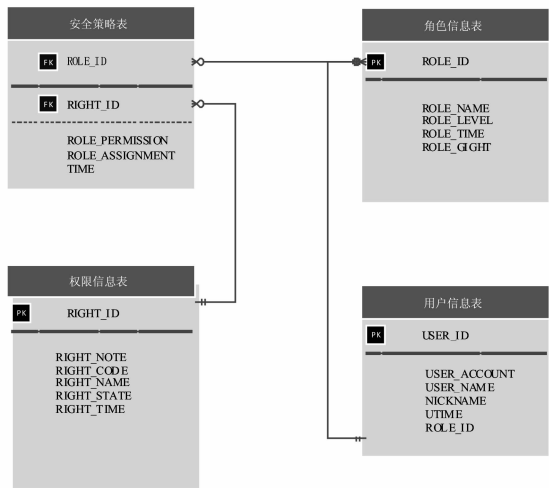 安全策略表
FK ROLE_ID
FK RIGHT_ID
ROLE_PERMISSION
ROLE_ASSIGNMENT
TIME
角色信息表
PK ROLE_ID
ROLE_NAME
ROLE_LEVEL
ROLE_TIME
ROLE_GIGHT
权限信息表
PK RIGHT_ID
RIGHT_NOTE
RIGHT_CODE
RIGHT_NAME
RIGHT_STATE
RIGHT_TIME
用户信息表
PK USER_ID
USER_ACCOUNT
USER_NAME
NICKNAME
UTIME
ROLE_ID